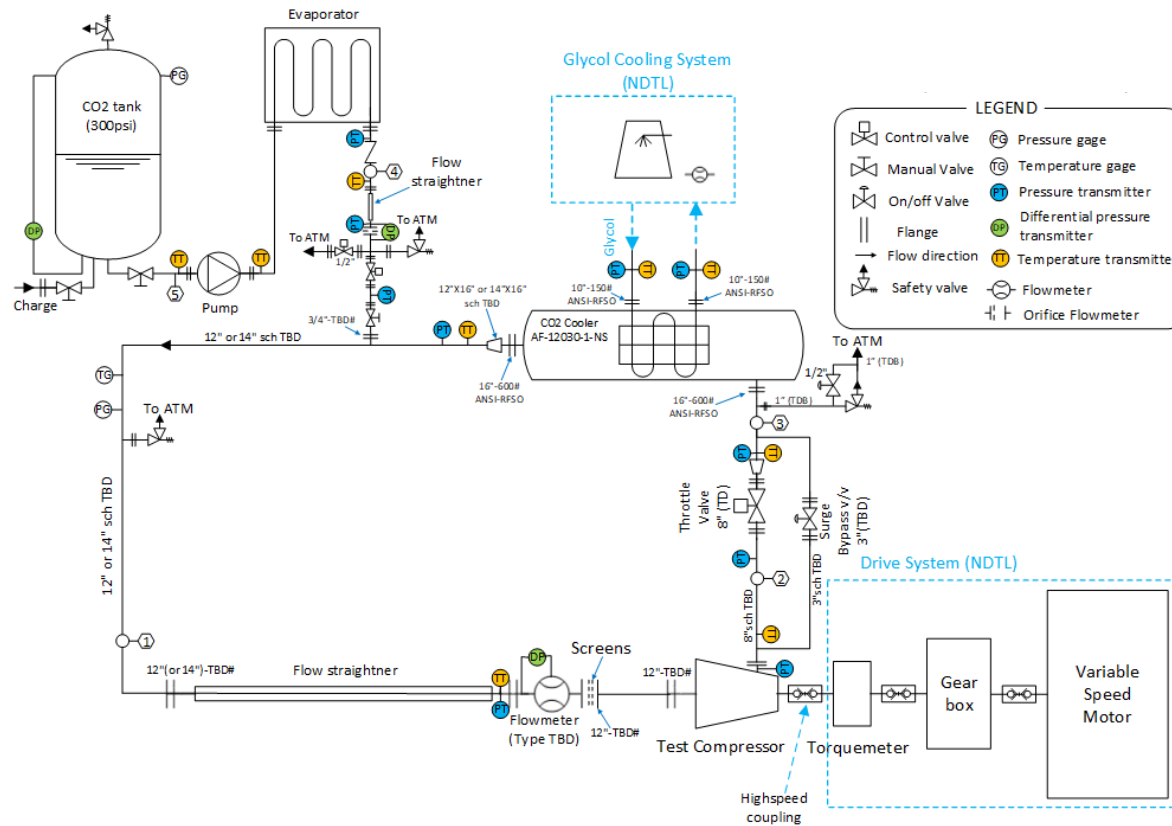 Evaporator
CO2 tank
(300psi)
PG
DP
Charge
TT
5
Pump
TT
PT
4
TT
Flow
straightner
PT
DP
To ATM
To ATM
1/2"
PT
3/4"-TBD#
12"X16" or 14"X16"
sch TBD
12" or 14" sch TBD
PT
TT
16"-600#
ANSI-RFSO
Glycol Cooling System
(NDTL)
Glycol
PT
TT
PT
TT
10"-150#
ANSI-RFSO
10"-150#
ANSI-RFSO
CO2 Cooler
AF-12030-1-NS
16"-600#
ANSI-RFSO
To ATM
1" (TDB)
1/2"
1" (TDB)
3
PT
TT
Throttle
Valve
8" (TD)
Surge
Bypass v/v
3"(TBD)
PT
2
8"sch TBD
3"sch TBD
TT
PT
LEGEND
Control valve
Manual Valve
On/off Valve
Flange
Flow direction
Safety valve
PG
Pressure gage
TG
Temperature gage
PT
Pressure transmitter
DP
Differential pressure
transmitter
TT
Temperature transmitte
Flowmeter
Orifice Flowmeter
TG
PG
To ATM
12" or 14" sch TBD
1
12"(or 14")-TBD#
Flow straightner
TT
PT
DP
Flowmeter
(Type TBD)
Screens
12"-TBD#
12"-TBD#
Test Compressor
Highspeed
coupling
Drive System (NDTL)
Torquemeter
Gear
box
Variable
Speed
Motor